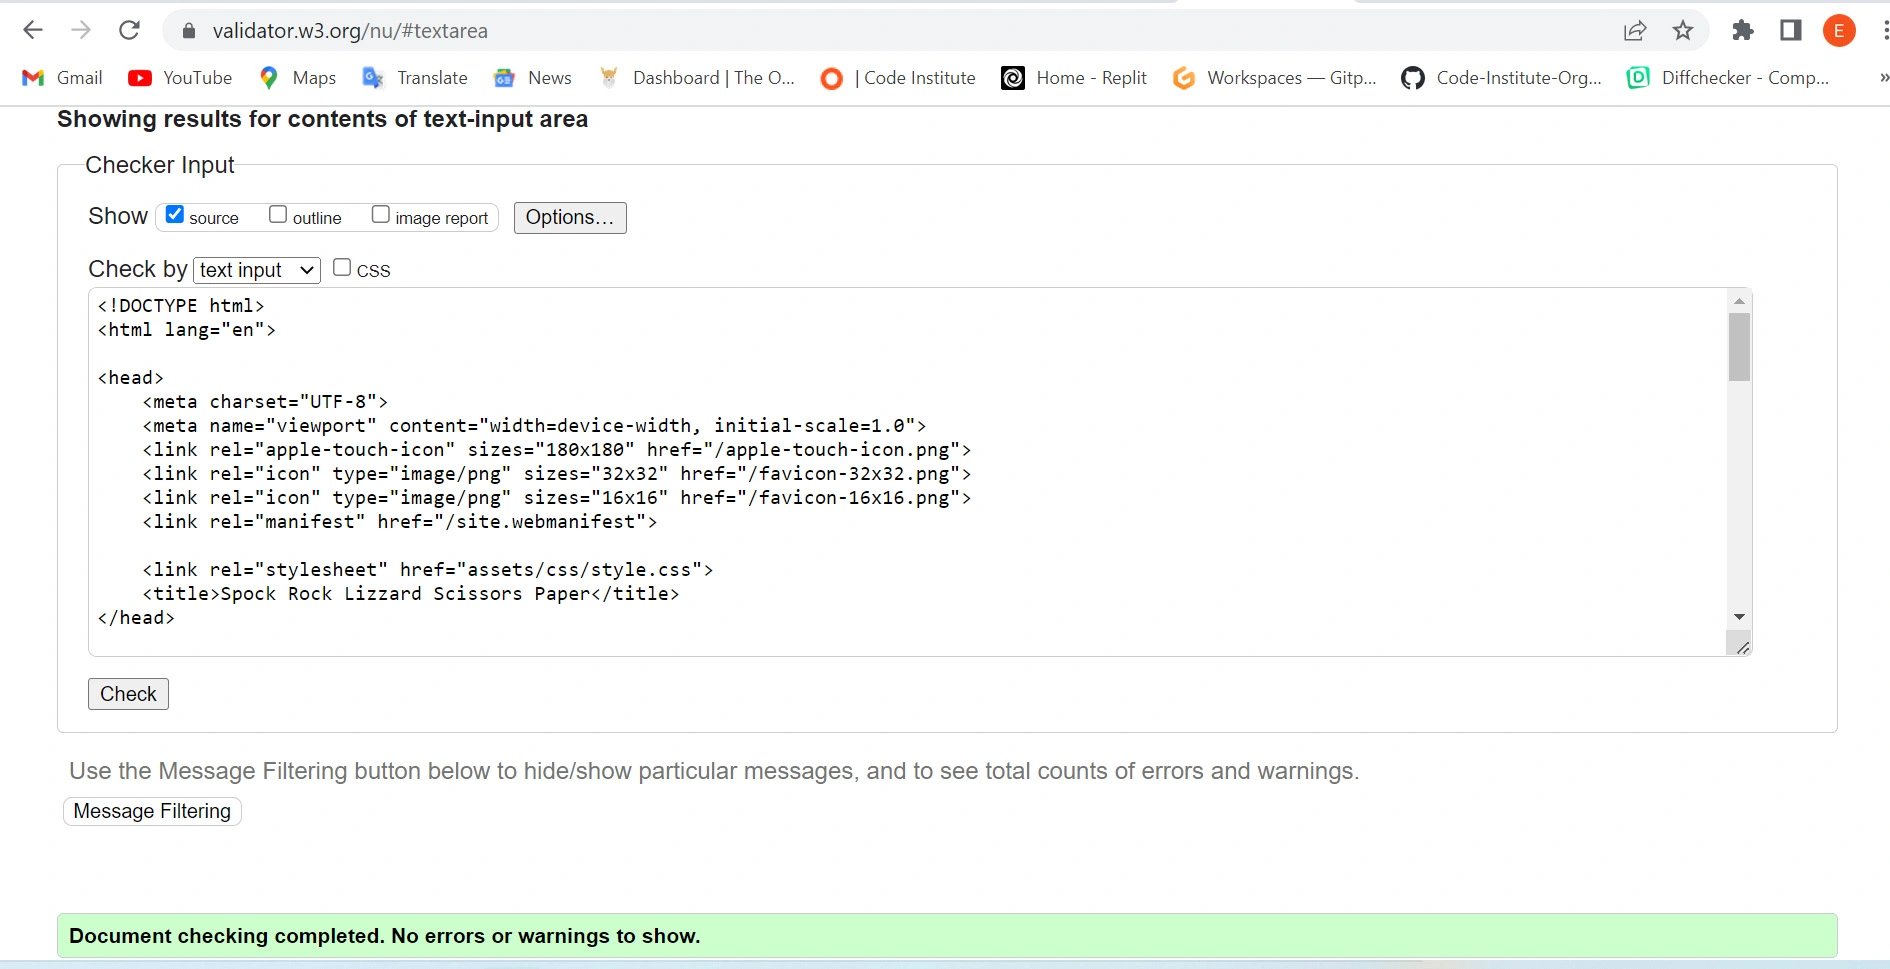 validator.w3.org/nu/#textarea
E
Gmail YouTube Maps Translate News Dashboard | The O... | Code Institute Home - Replit Workspaces — Gitp... Code-Institute-Org... Diffchecker - Comp... »
Showing results for contents of text-input area
Checker Input
Show source outline image report Options...
Check by text input CSS
<!DOCTYPE html>
<html lang="en">
<head>
<meta charset="UTF-8">
<meta name="viewport" content="width=device-width, initial-scale=1.0">
<link rel="apple-touch-icon" sizes="180x180" href="/apple-touch-icon.png">
<link rel="icon" type="image/png" sizes="32x32" href="/favicon-32x32.png">
<link rel="icon" type="image/png" sizes="16x16" href="/favicon-16x16.png">
<link rel="manifest" href="/site.webmanifest">
<link rel="stylesheet" href="assets/css/style.css">
<title>Spock Rock Lizzard Scissors Paper</title>
</head>
Check
Use the Message Filtering button below to hide/show particular messages, and to see total counts of errors and warnings.
Message Filtering
Document checking completed. No errors or warnings to show.